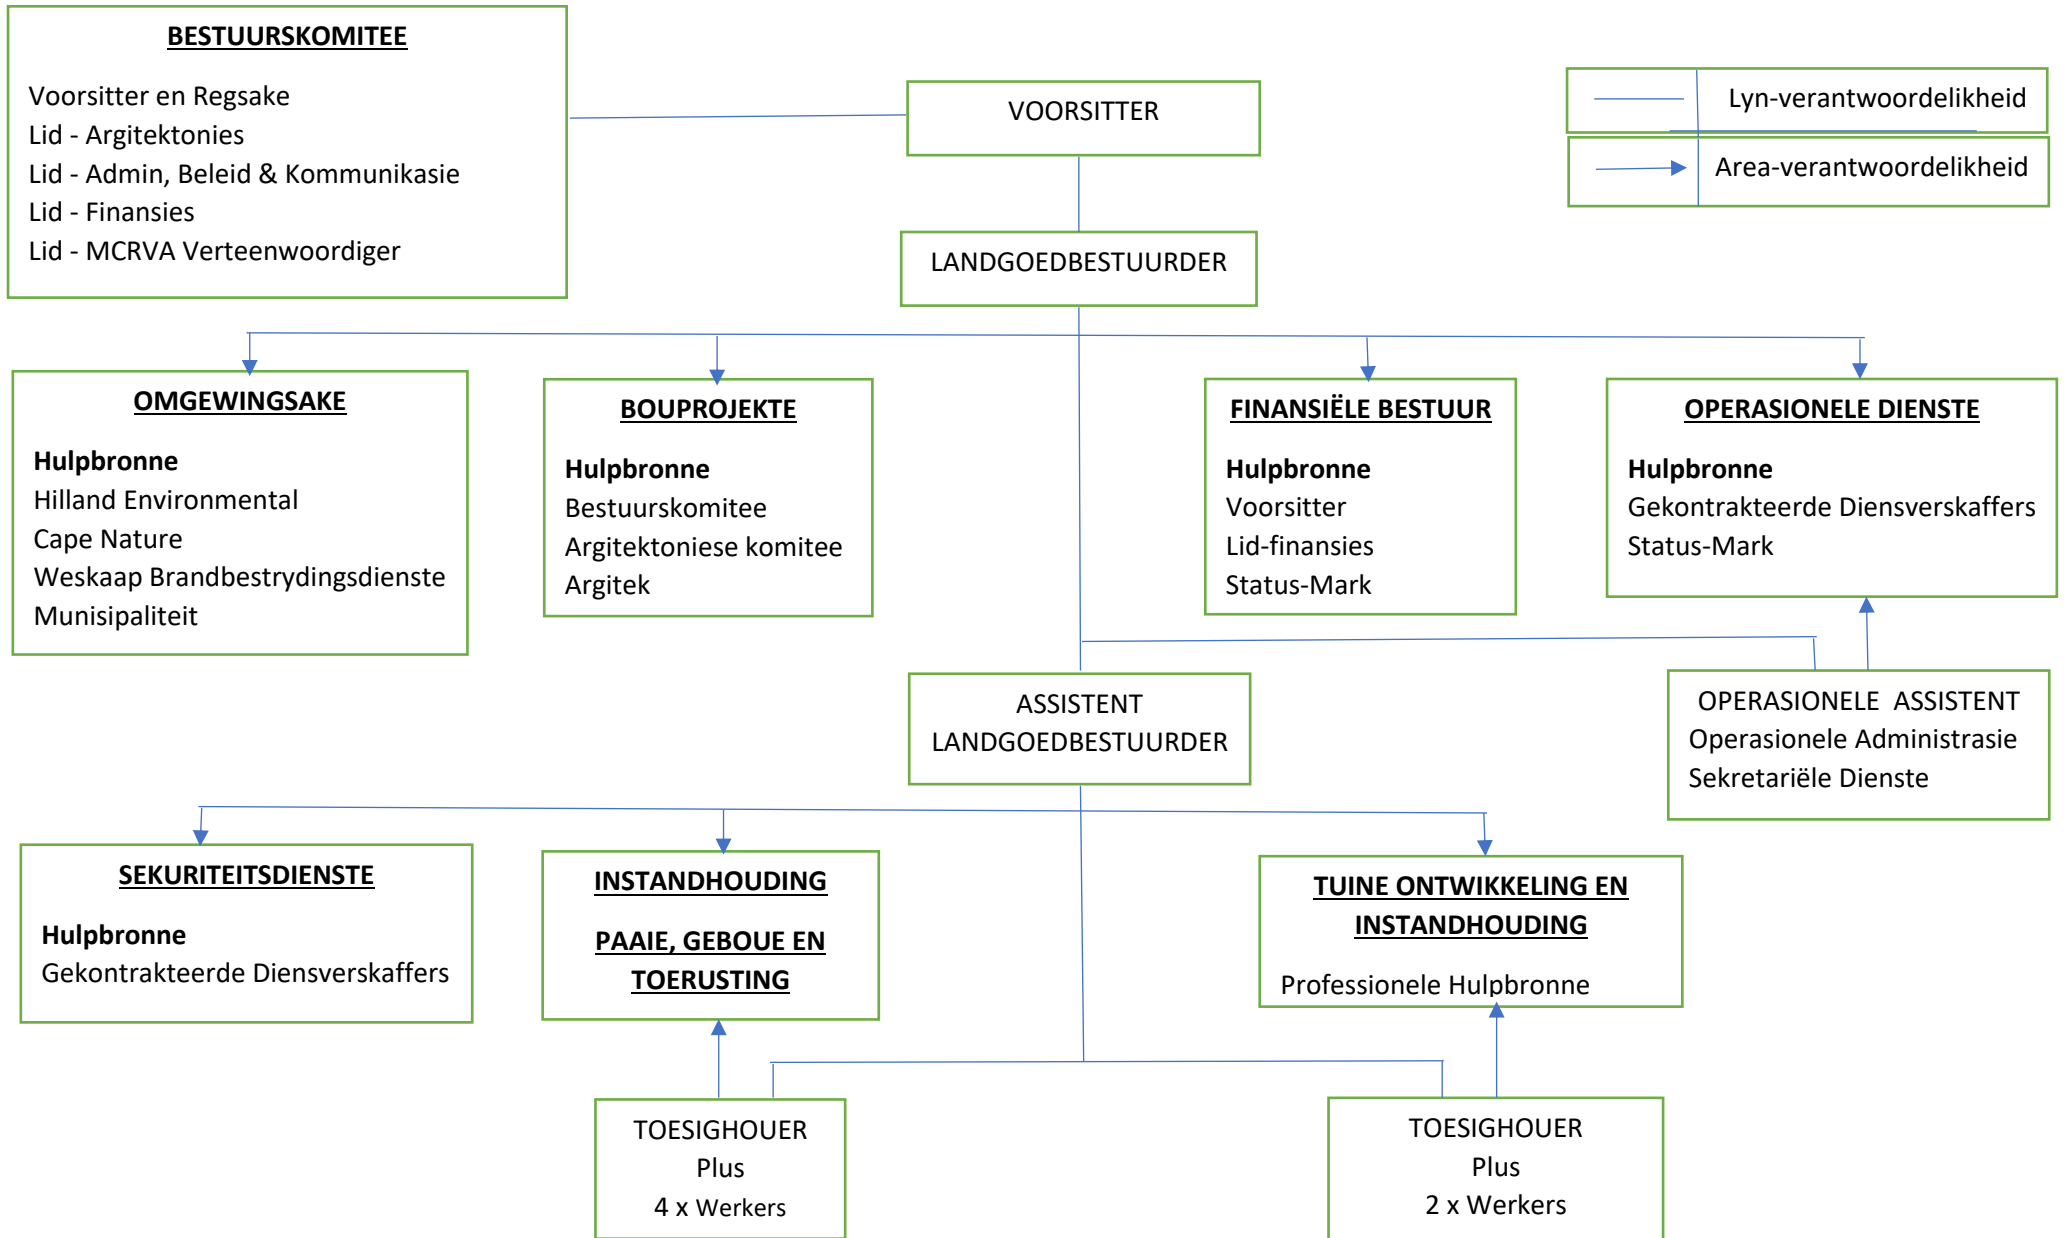 BESTUURSKOMITEE
Voorsitter en Regsake
Lid - Argitektonies
Lid - Admin, Beleid & Kommunikasie
Lid - Finansies
Lid - MCRVA Verteenwoordiger
VOORSITTER
Lyn-verantwoordelikheid
Area-verantwoordelikheid
LANDGOEDBESTUURDER
OMGEWINGSAKE
Hulpbronne
Hilland Environmental
Cape Nature
Weskaap Brandbestrydingsdienste
Munisipaliteit
BOUPROJEKTE
Hulpbronne
Bestuurskomitee
Argitektoniese komitee
Argitek
FINANSIËLE BESTUUR
Hulpbronne
Voorsitter
Lid-finansies
Status-Mark
OPERASIONELE DIENSTE
Hulpbronne
Gekontrakteerde Diensverskaffers
Status-Mark
ASSISTENT
LANDGOEDBESTUURDER
OPERASIONELE ASSISTENT
Operasionele Administrasie
Sekretariële Dienste
SEKURITEITSDIENSTE
Hulpbronne
Gekontrakteerde Diensverskaffers
INSTANDHOUDING
PAAIE, GEBOUE EN
TOERUSTING
TUINE ONTWIKKELING EN
INSTANDHOUDING
Professionele Hulpbronne
TOESIGHOUER
Plus
4 x Werkers
TOESIGHOUER
Plus
2 x Werkers